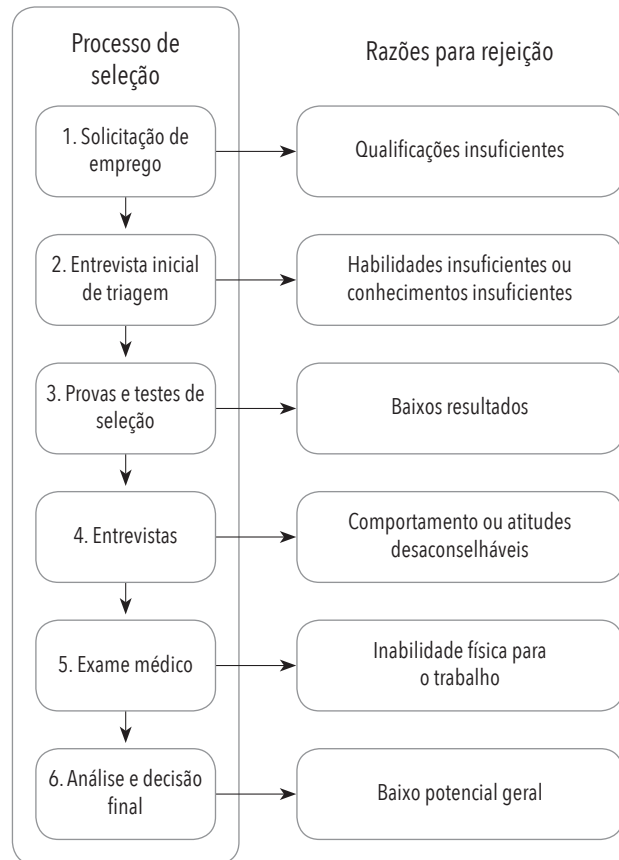 Processo de
seleção
Razões para rejeição
1. Solicitação de
emprego
Qualificações insuficientes
2. Entrevista inicial
de triagem
Habilidades insuficientes ou
conhecimentos insuficientes
3. Provas e testes de
seleção
Baixos resultados
4. Entrevistas
Comportamento ou atitudes
desaconselháveis
5. Exame médico
Inabilidade física para
o trabalho
6. Análise e decisão
final
Baixo potencial geral